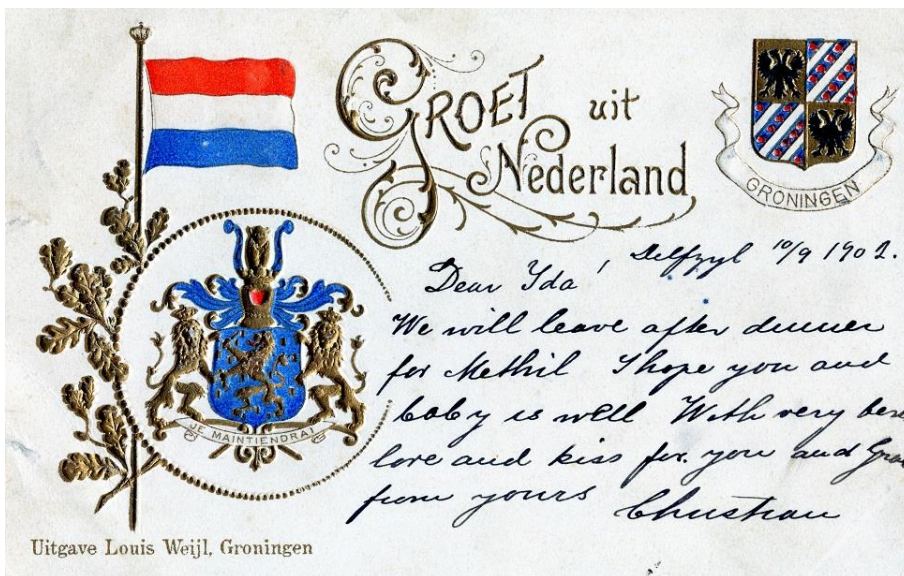 GROET uit
Nederland
GRONINGEN
Delfzyl 10/9 1902.
Dear Ida!
We will leave after dinner
for Methil I hope you and
baby is well With very
love and kiss for you and
from yours
Christian
JE MAINTIENDRAI
Uitgave Louis Weijl, Groningen